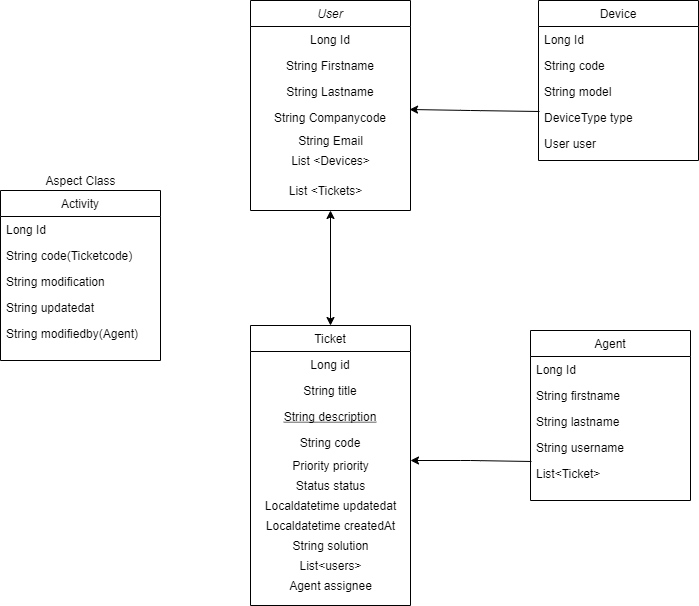 User
Long Id
String Firstname
String Lastname
String Companycode
String Email
List <Devices>
List <Tickets>
Device
Long Id
String code
String model
DeviceType type
User user
Aspect Class
Activity
Long Id
String code(Ticketcode)
String modification
String updatedat
String modifiedby(Agent)
Ticket
Long id
String title
String description
String code
Priority priority
Status status
Localdatetime updatedat
Localdatetime createdAt
String solution
List<users>
Agent assignee
Agent
Long Id
String firstname
String lastname
String username
List<Ticket>